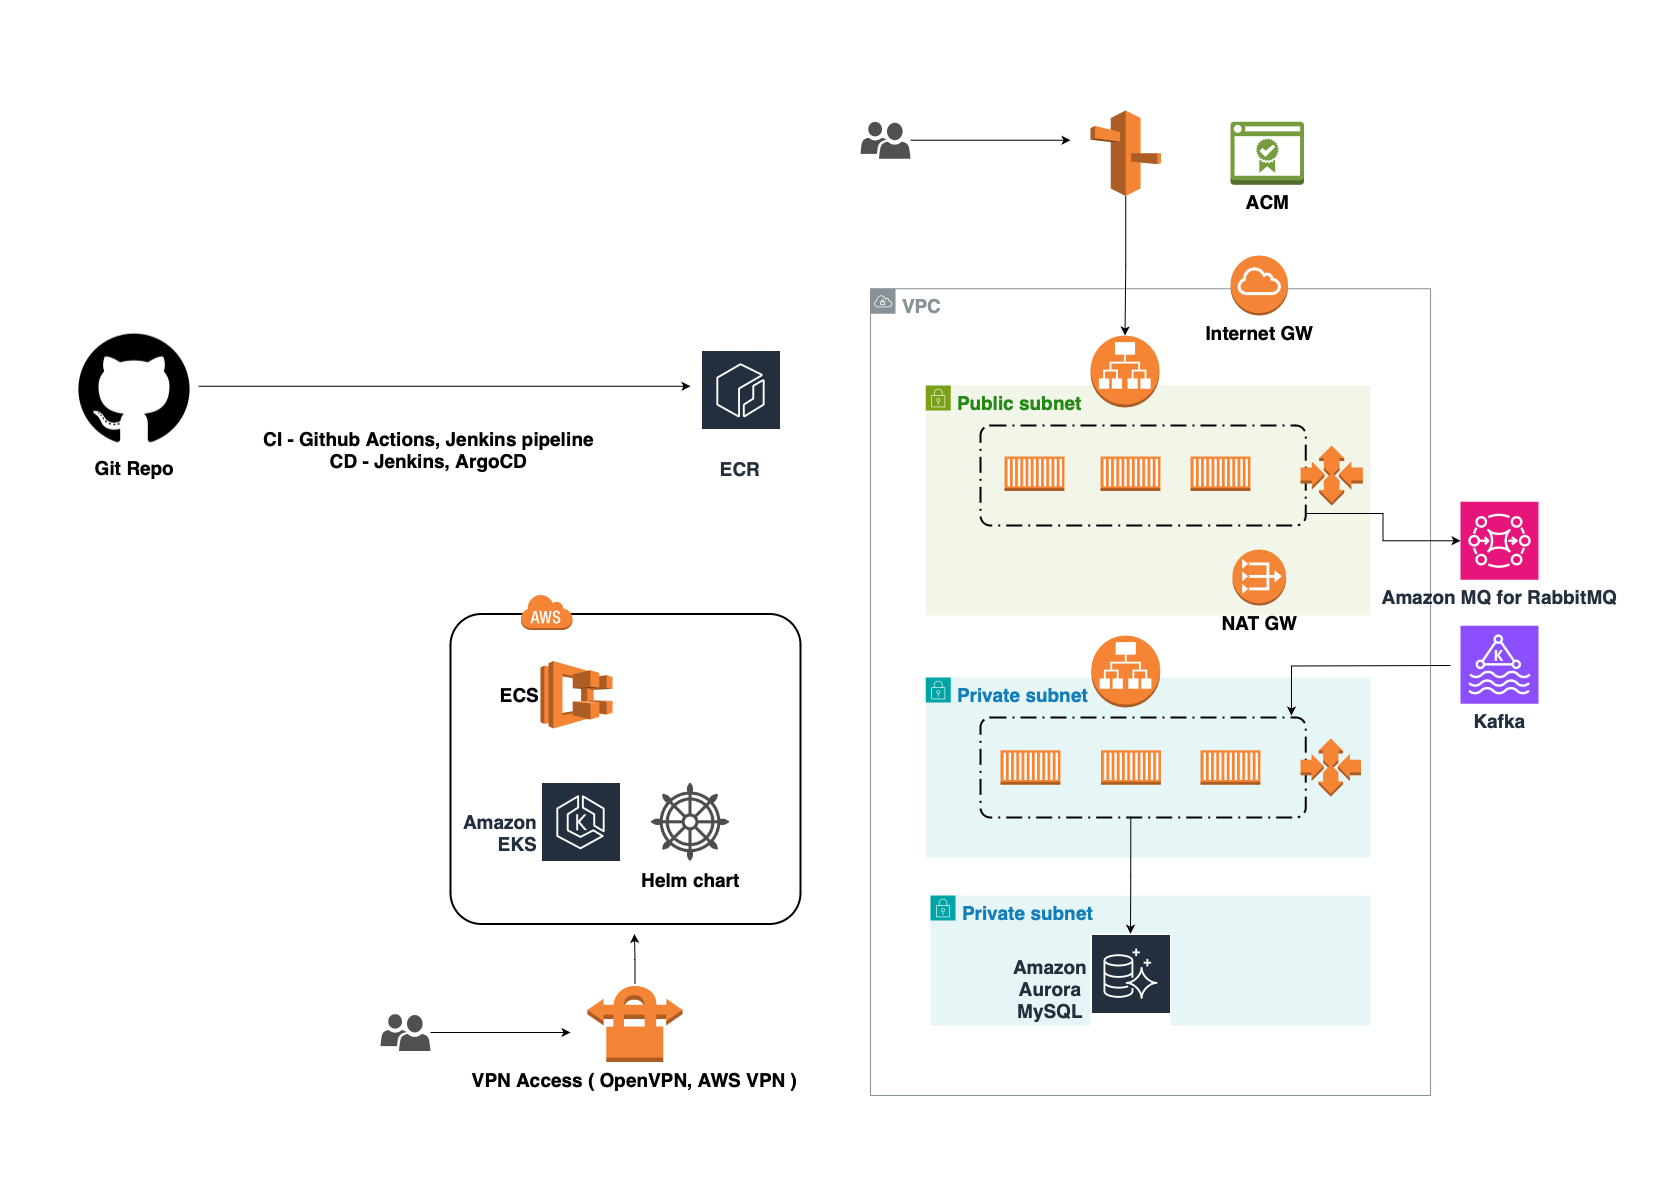 ACM
VPC
Internet GW
Public subnet
Git Repo
CI - Github Actions, Jenkins pipeline
CD - Jenkins, ArgoCD
ECR
Amazon MQ for RabbitMQ
NAT GW
AWS
ECS
Private subnet
K
Kafka
Amazon
EKS
K
Helm chart
Private subnet
Amazon
Aurora
MySQL
VPN Access ( OpenVPN, AWS VPN )